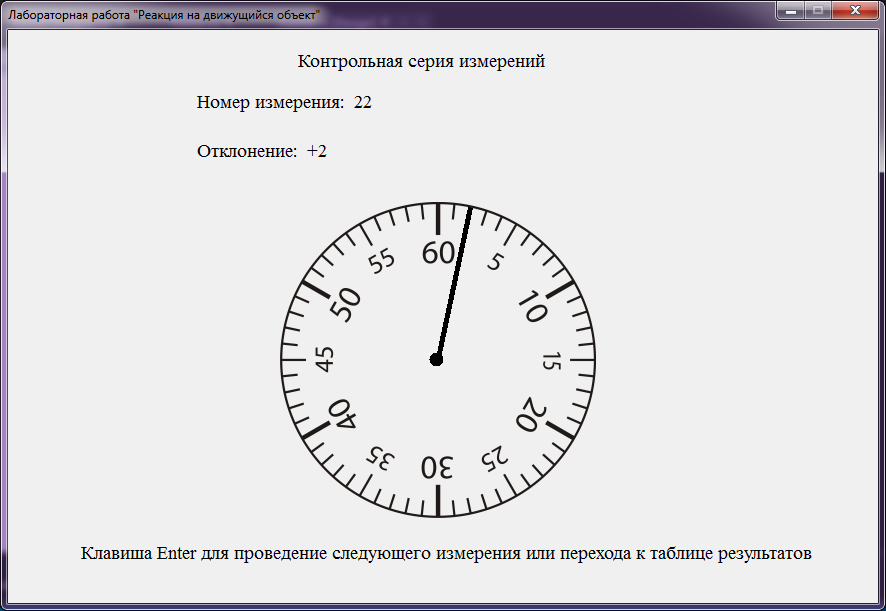 Лабораторная работа "Реакция на движущийся объект"
Контрольная серия измерений
Номер измерения: 22
Отклонение: +2
60
5
10
15
20
25
30
35
40
45
50
55
Клавиша Enter для проведение следующего измерения или перехода к таблице результатов